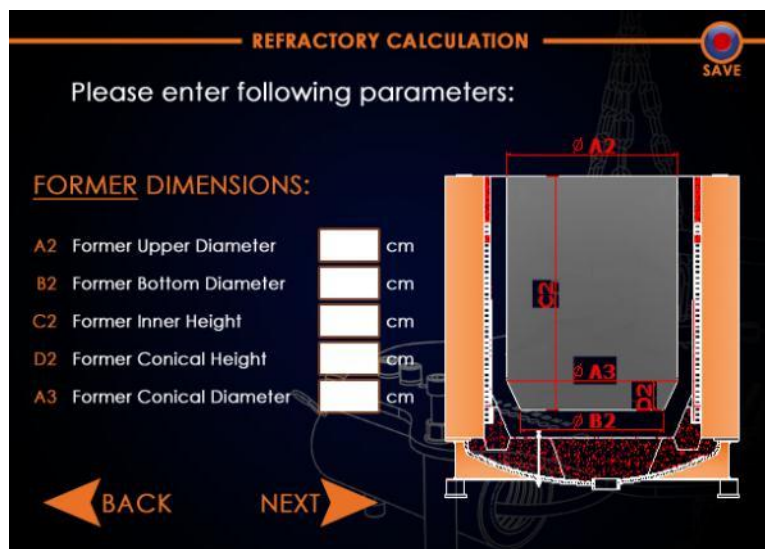 REFRACTORY CALCULATION
SAVE
Please enter following parameters:
FORMER DIMENSIONS:
A2 Former Upper Diameter cm
B2 Former Bottom Diameter cm
C2 Former Inner Height cm
D2 Former Conical Height cm
A3 Former Conical Diameter cm
Ø A2
C2
Ø A3
D2
Ø B2
BACK
NEXT